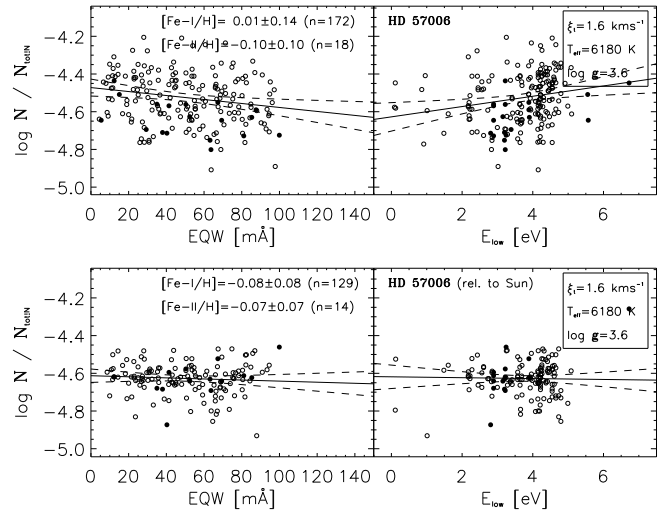 [Fe-I/H]= 0.01±0.14 (n=172)
[Fe-II/H]=-0.10±0.10 (n=18)
HD 57006
ξt=1.6 kms⁻¹
Teff=6180 K
log g=3.6
log N / Ntot/N
-4.2
-4.4
-4.6
-4.8
-5.0
0 20 40 60 80 100 120 140
EQW [mÅ]
0 2 4 6
Elow [eV]
[Fe-I/H]=-0.08±0.08 (n=129)
[Fe-II/H]=-0.07±0.07 (n=14)
HD 57006 (rel. to Sun)
ξt=1.6 kms⁻¹
Teff=6180 K
log g=3.6
log N / Ntot/N
-4.2
-4.4
-4.6
-4.8
-5.0
0 20 40 60 80 100 120 140
EQW [mÅ]
0 2 4 6
Elow [eV]